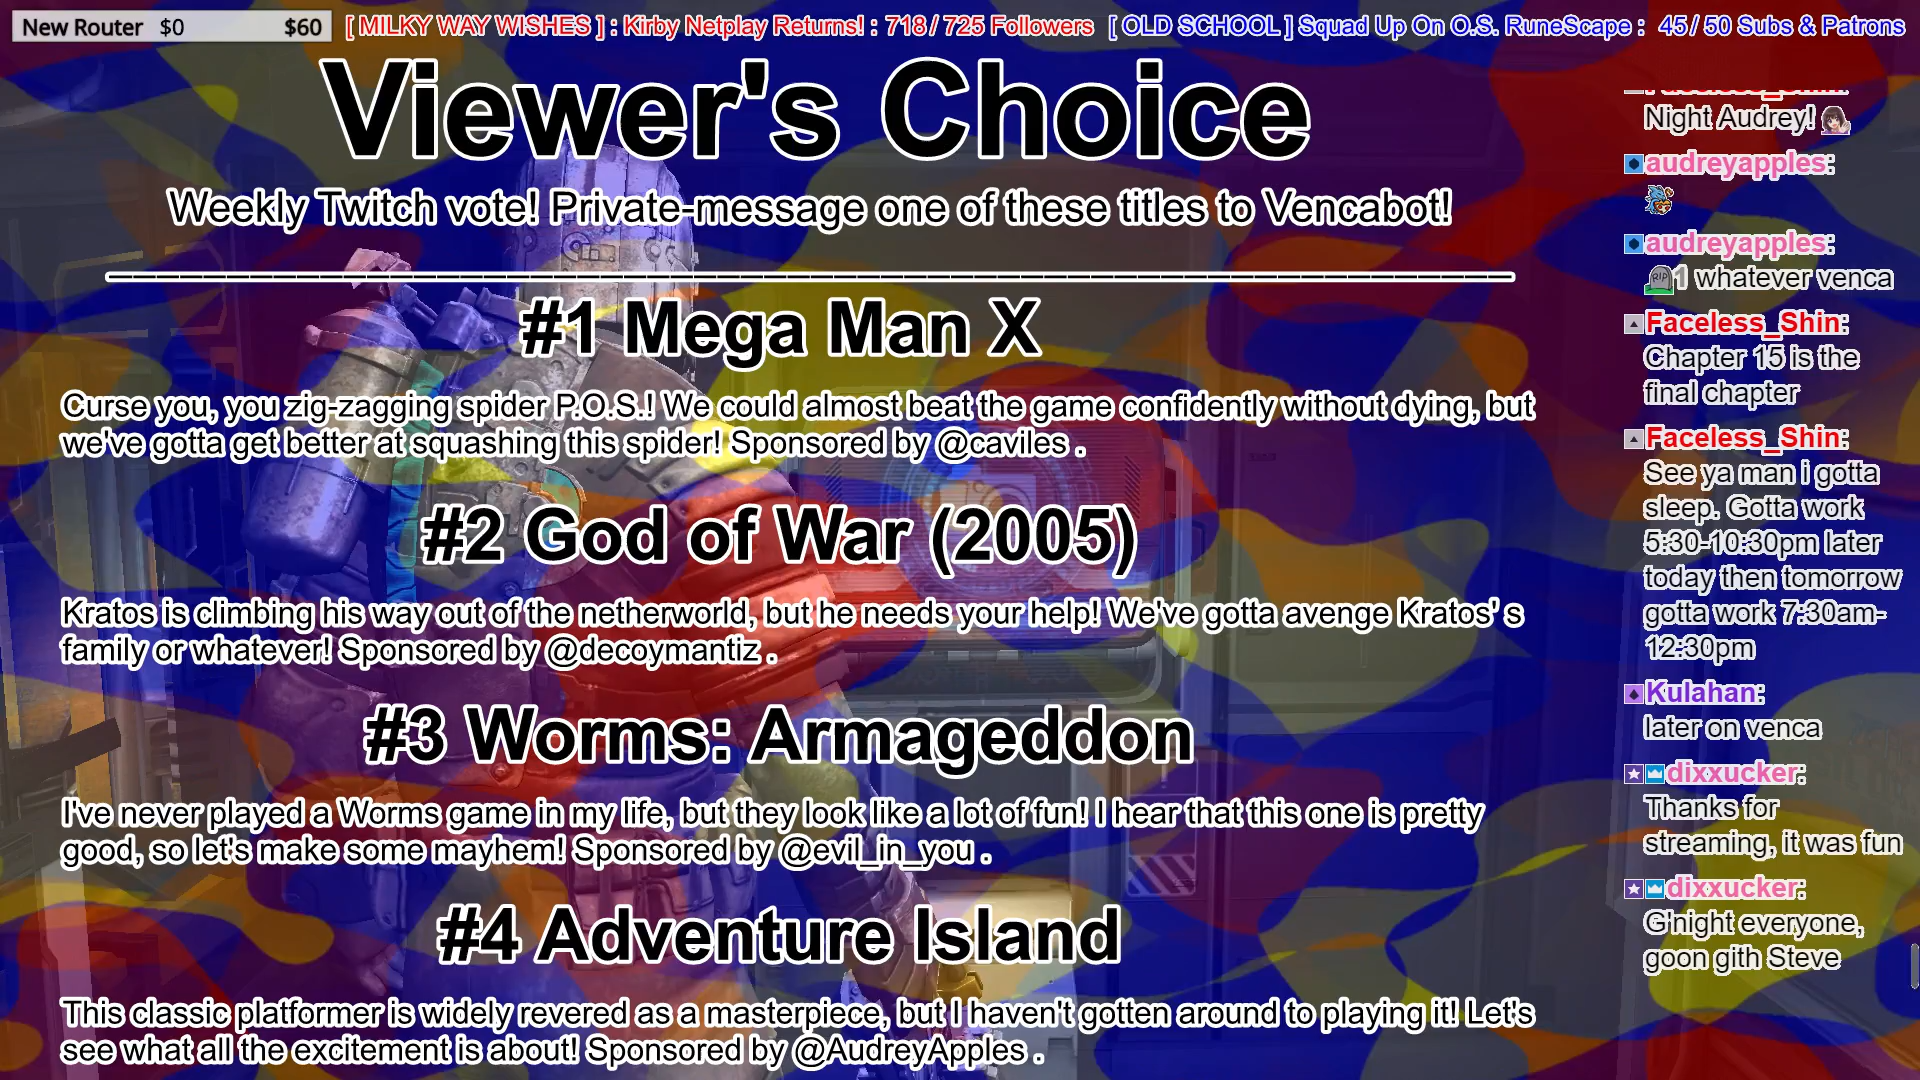 New Router $0 $60
[ MILKY WAY WISHES ] : Kirby Netplay Returns! : 718 / 725 Followers [ OLD SCHOOL ] Squad Up On O.S. RuneScape : 45 / 50 Subs & Patrons
Viewer's Choice
Weekly Twitch vote! Private-message one of these titles to Vencabot!
#1 Mega Man X
Curse you, you zig-zagging spider P.O.S.! We could almost beat the game confidently without dying, but
we've gotta get better at squashing this spider! Sponsored by @caviles .
#2 God of War (2005)
Kratos is climbing his way out of the netherworld, but he needs your help! We've gotta avenge Kratos' s
family or whatever! Sponsored by @decoymantiz .
#3 Worms: Armageddon
I've never played a Worms game in my life, but they look like a lot of fun! I hear that this one is pretty
good, so let's make some mayhem! Sponsored by @evil_in_you .
#4 Adventure Island
This classic platformer is widely revered as a masterpiece, but I haven't gotten around to playing it! Let's
see what all the excitement is about! Sponsored by @AudreyApples .
Night Audrey!
audreyapples:
audreyapples:
RIP 1 whatever venca
Faceless_Shin:
Chapter 15 is the
final chapter
Faceless_Shin:
See ya man i gotta
sleep. Gotta work
5:30-10:30pm later
today then tomorrow
gotta work 7:30am-
12:30pm
Kulahan:
later on venca
dixxucker:
Thanks for
streaming, it was fun
dixxucker:
G'night everyone,
goon gith Steve